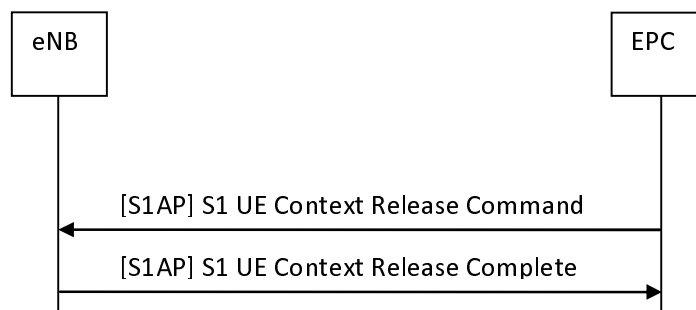 eNB
EPC
[S1AP] S1 UE Context Release Command
[S1AP] S1 UE Context Release Complete